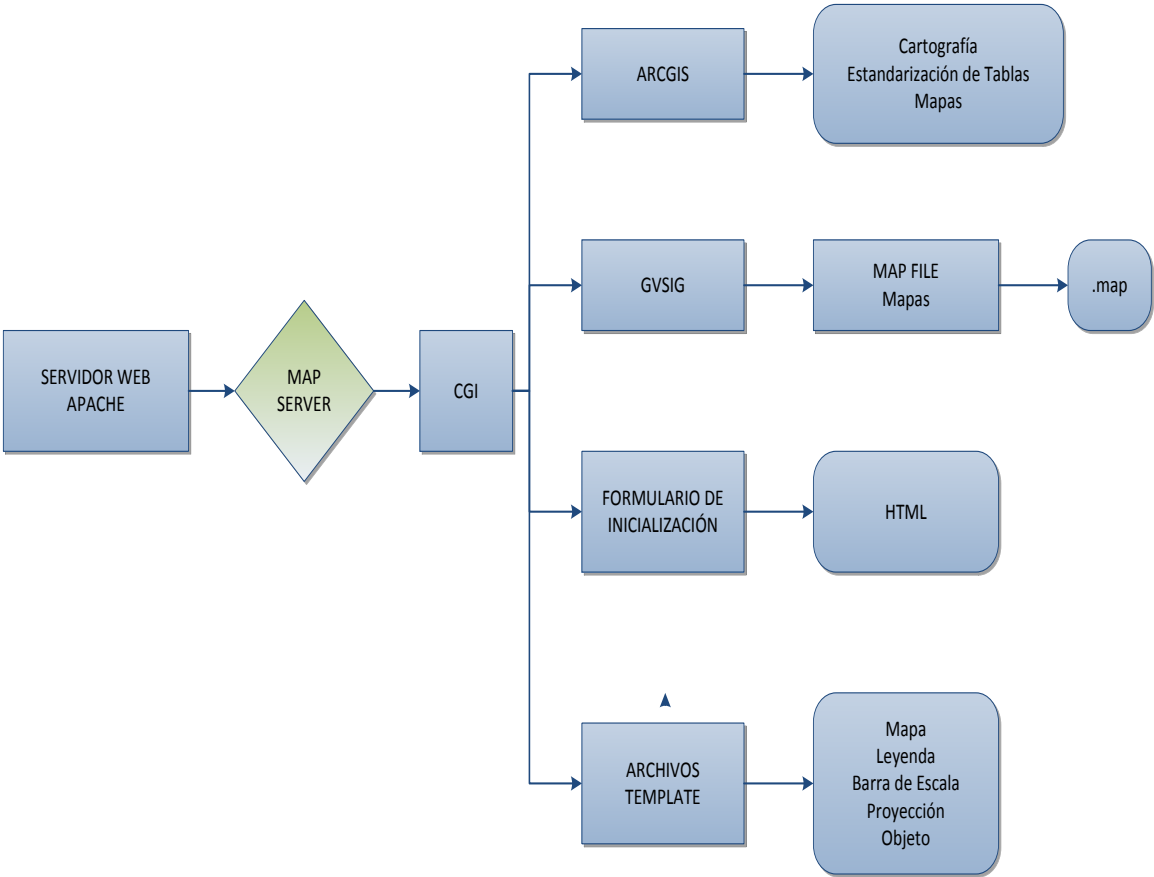 ARCGIS
Cartografía
Estandarización de Tablas
Mapas
GVSIG
MAP FILE
Mapas
.map
SERVIDOR WEB
APACHE
MAP
SERVER
CGI
FORMULARIO DE
INICIALIZACIÓN
HTML
ARCHIVOS
TEMPLATE
Mapa
Leyenda
Barra de Escala
Proyección
Objeto